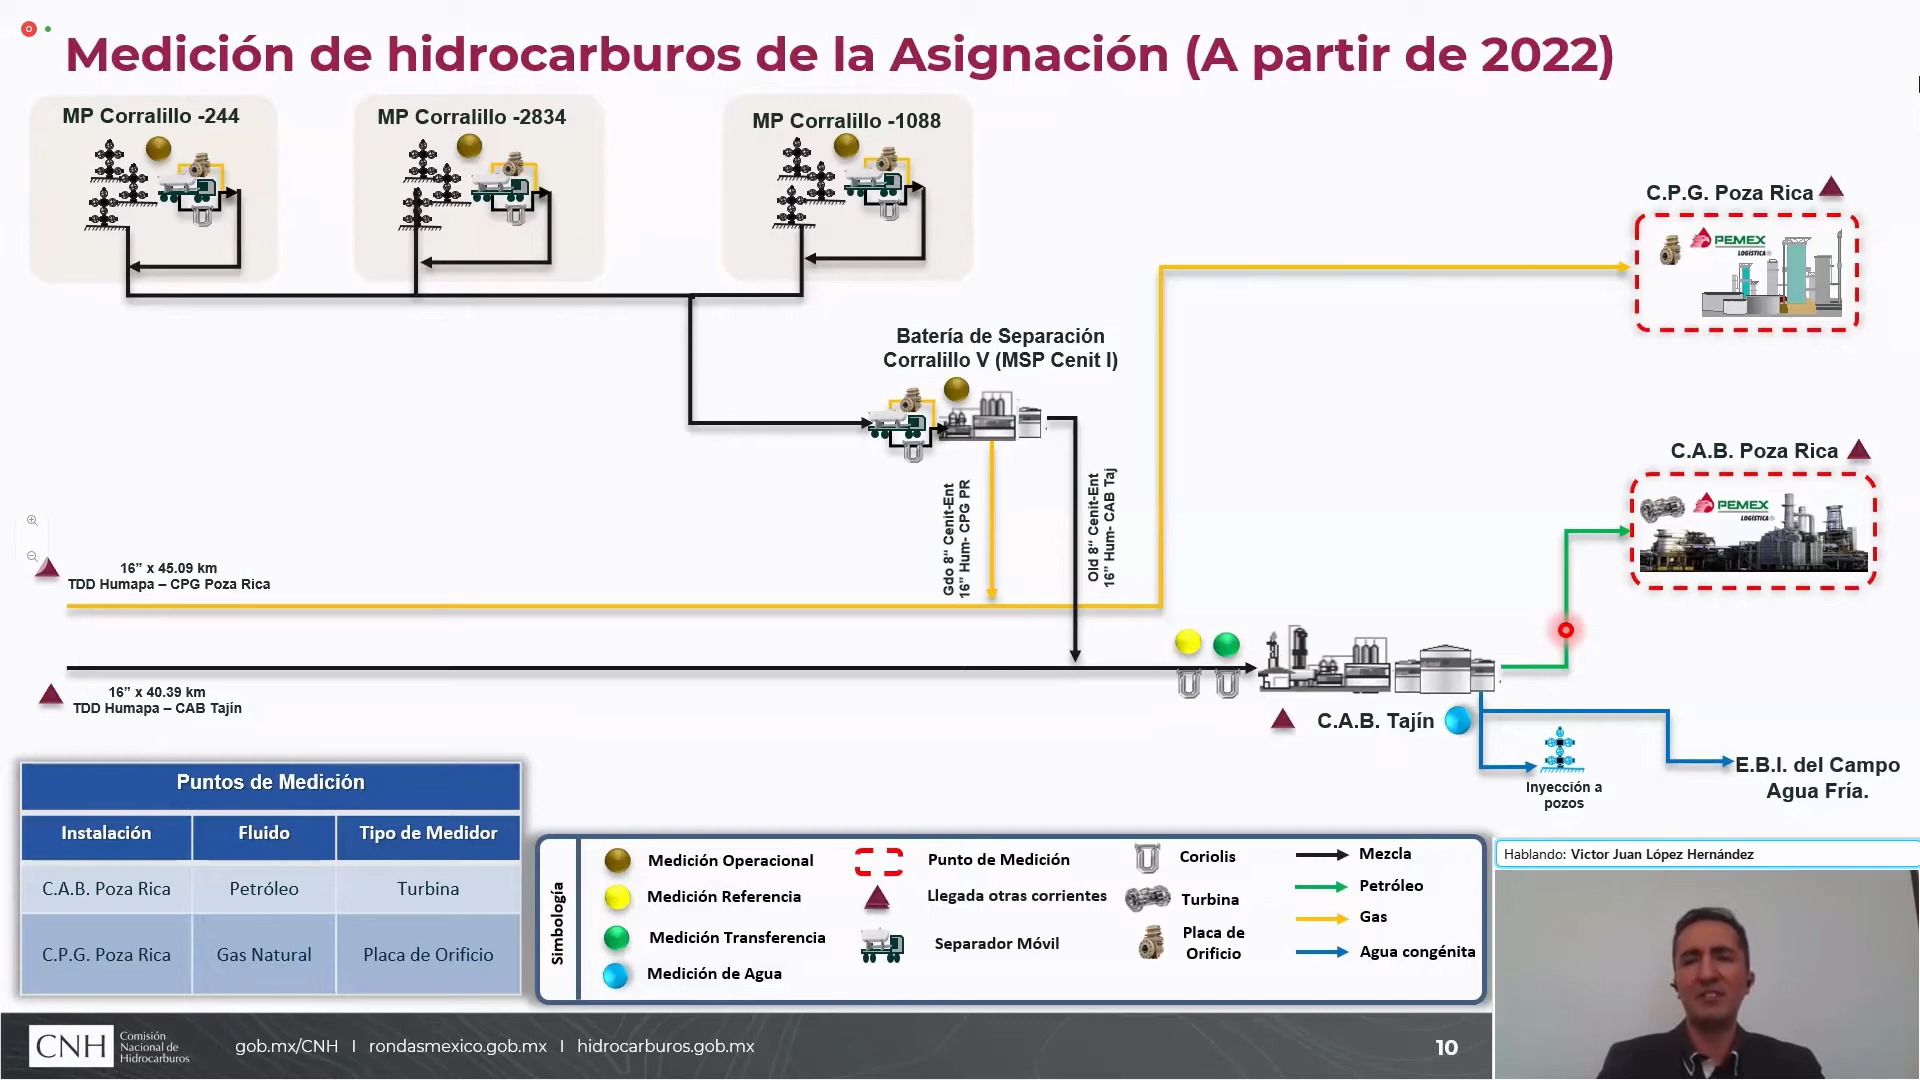 Medición de hidrocarburos de la Asignación (A partir de 2022)
MP Corralillo -244
MP Corralillo -2834
MP Corralillo -1088
C.P.G. Poza Rica
PEMEX
LOGÍSTICA®
Batería de Separación
Corralillo V (MSP Cenit I)
C.A.B. Poza Rica
PEMEX
LOGÍSTICA®
Gdo 8“ Cenit-Ent
16” Hum- CPG PR
Old 8“ Cenit-Ent
16” Hum- CAB Taj
16” x 45.09 km
TDD Humapa – CPG Poza Rica
16” x 40.39 km
TDD Humapa – CAB Tajín
C.A.B. Tajín
Inyección a
pozos
E.B.I. del Campo
Agua Fría.
Puntos de Medición
Instalación Fluido Tipo de Medidor
C.A.B. Poza Rica Petróleo Turbina
C.P.G. Poza Rica Gas Natural Placa de Orificio
Simbología
Medición Operacional
Medición Referencia
Medición Transferencia
Medición de Agua
Punto de Medición
Llegada otras corrientes
Separador Móvil
Coriolis
Turbina
Placa de
Orificio
Mezcla
Petróleo
Gas
Agua congénita
Hablando: Victor Juan López Hernández
CNH
Comisión
Nacional de
Hidrocarburos
gob.mx/CNH I rondasmexico.gob.mx I hidrocarburos.gob.mx
10